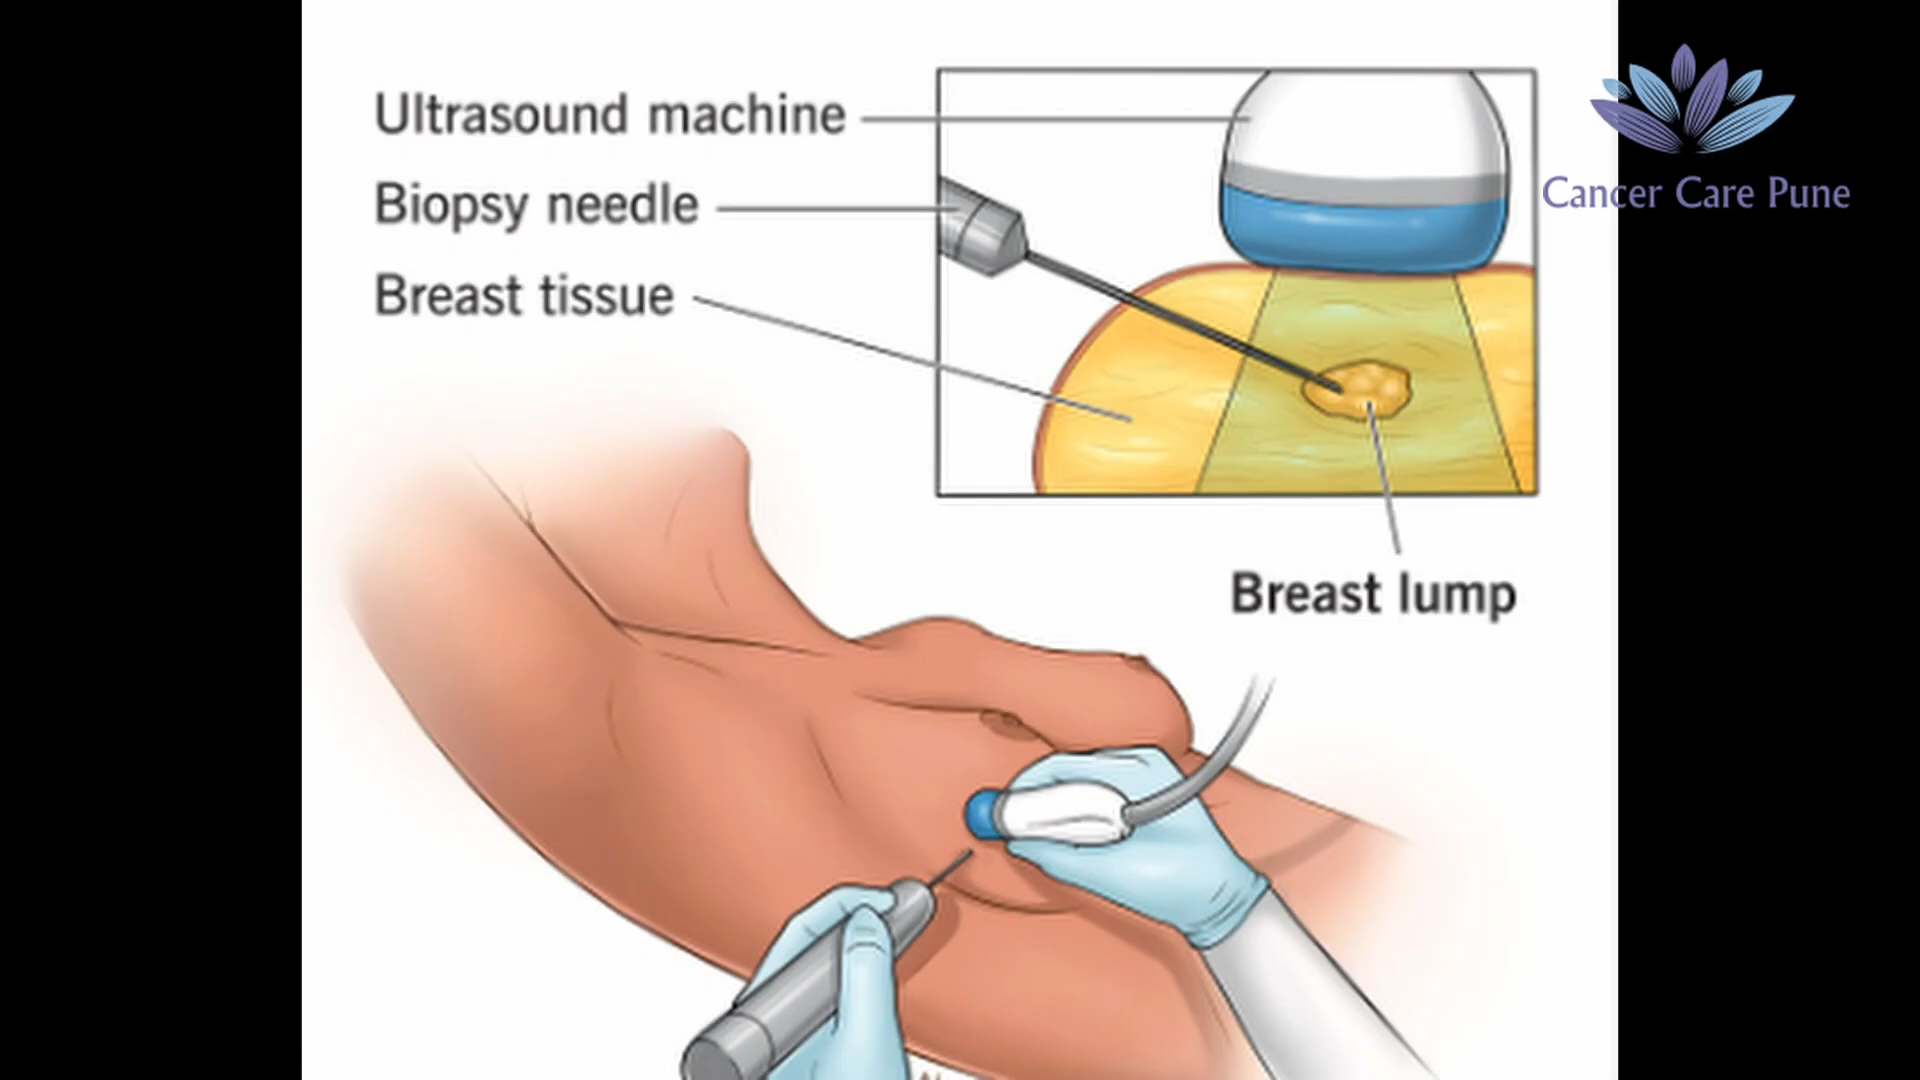 Ultrasound machine
Biopsy needle
Breast tissue
Breast lump
Cancer Care Pune